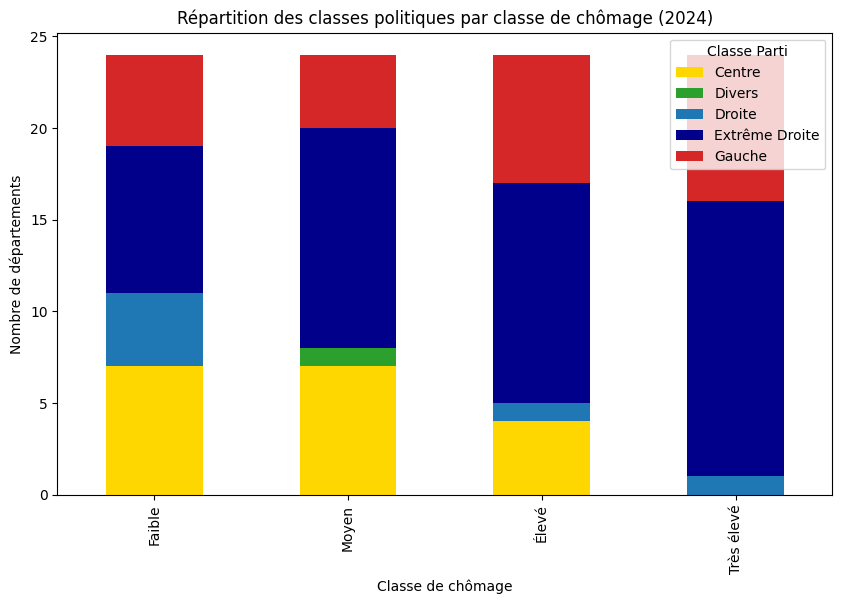 Répartition des classes politiques par classe de chômage (2024)
Nombre de départements
25
20
15
10
5
0
Classe Parti
Centre
Divers
Droite
Extrême Droite
Gauche
Faible
Moyen
Élevé
Très élevé
Classe de chômage